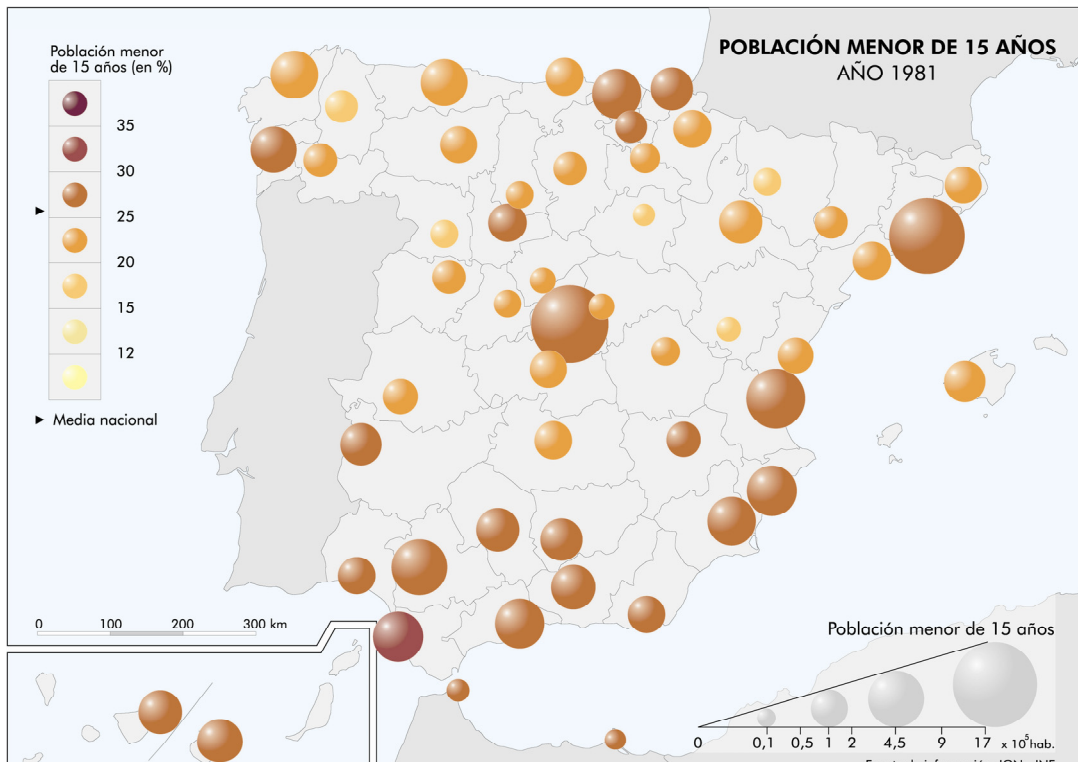 POBLACIÓN MENOR DE 15 AÑOS
AÑO 1981
Población menor
de 15 años (en %)
35
30
25
20
15
12
► Media nacional
0 100 200 300 km
Población menor de 15 años
0 0,1 0,5 1 2 4,5 9 17 x 10⁵ hab.